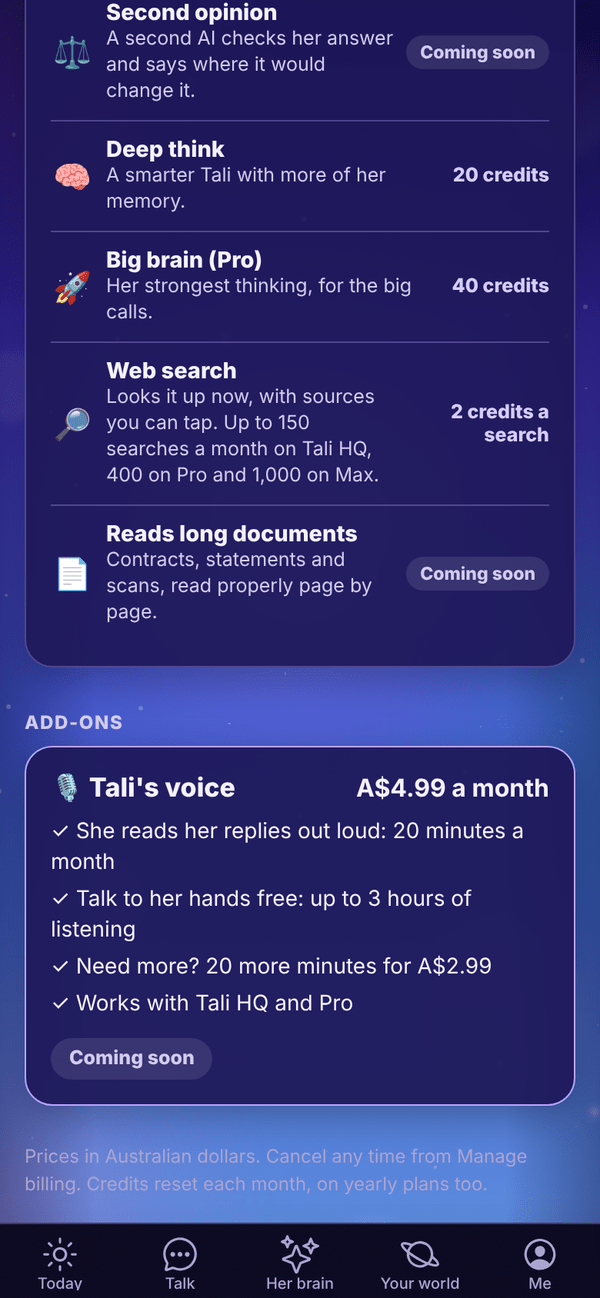 Second opinion
A second AI checks her answer
and says where it would
change it.
Coming soon
Deep think
A smarter Tali with more of her
memory.
20 credits
Big brain (Pro)
Her strongest thinking, for the big
calls.
40 credits
Web search
Looks it up now, with sources
you can tap. Up to 150
searches a month on Tali HQ,
400 on Pro and 1,000 on Max.
2 credits a
search
Reads long documents
Contracts, statements and
scans, read properly page by
page.
Coming soon
ADD-ONS
Tali's voice
A$4.99 a month
✓ She reads her replies out loud: 20 minutes a
month
✓ Talk to her hands free: up to 3 hours of
listening
✓ Need more? 20 more minutes for A$2.99
✓ Works with Tali HQ and Pro
Coming soon
Prices in Australian dollars. Cancel any time from Manage
billing. Credits reset each month, on yearly plans too.
Today
Talk
Her brain
Your world
Me